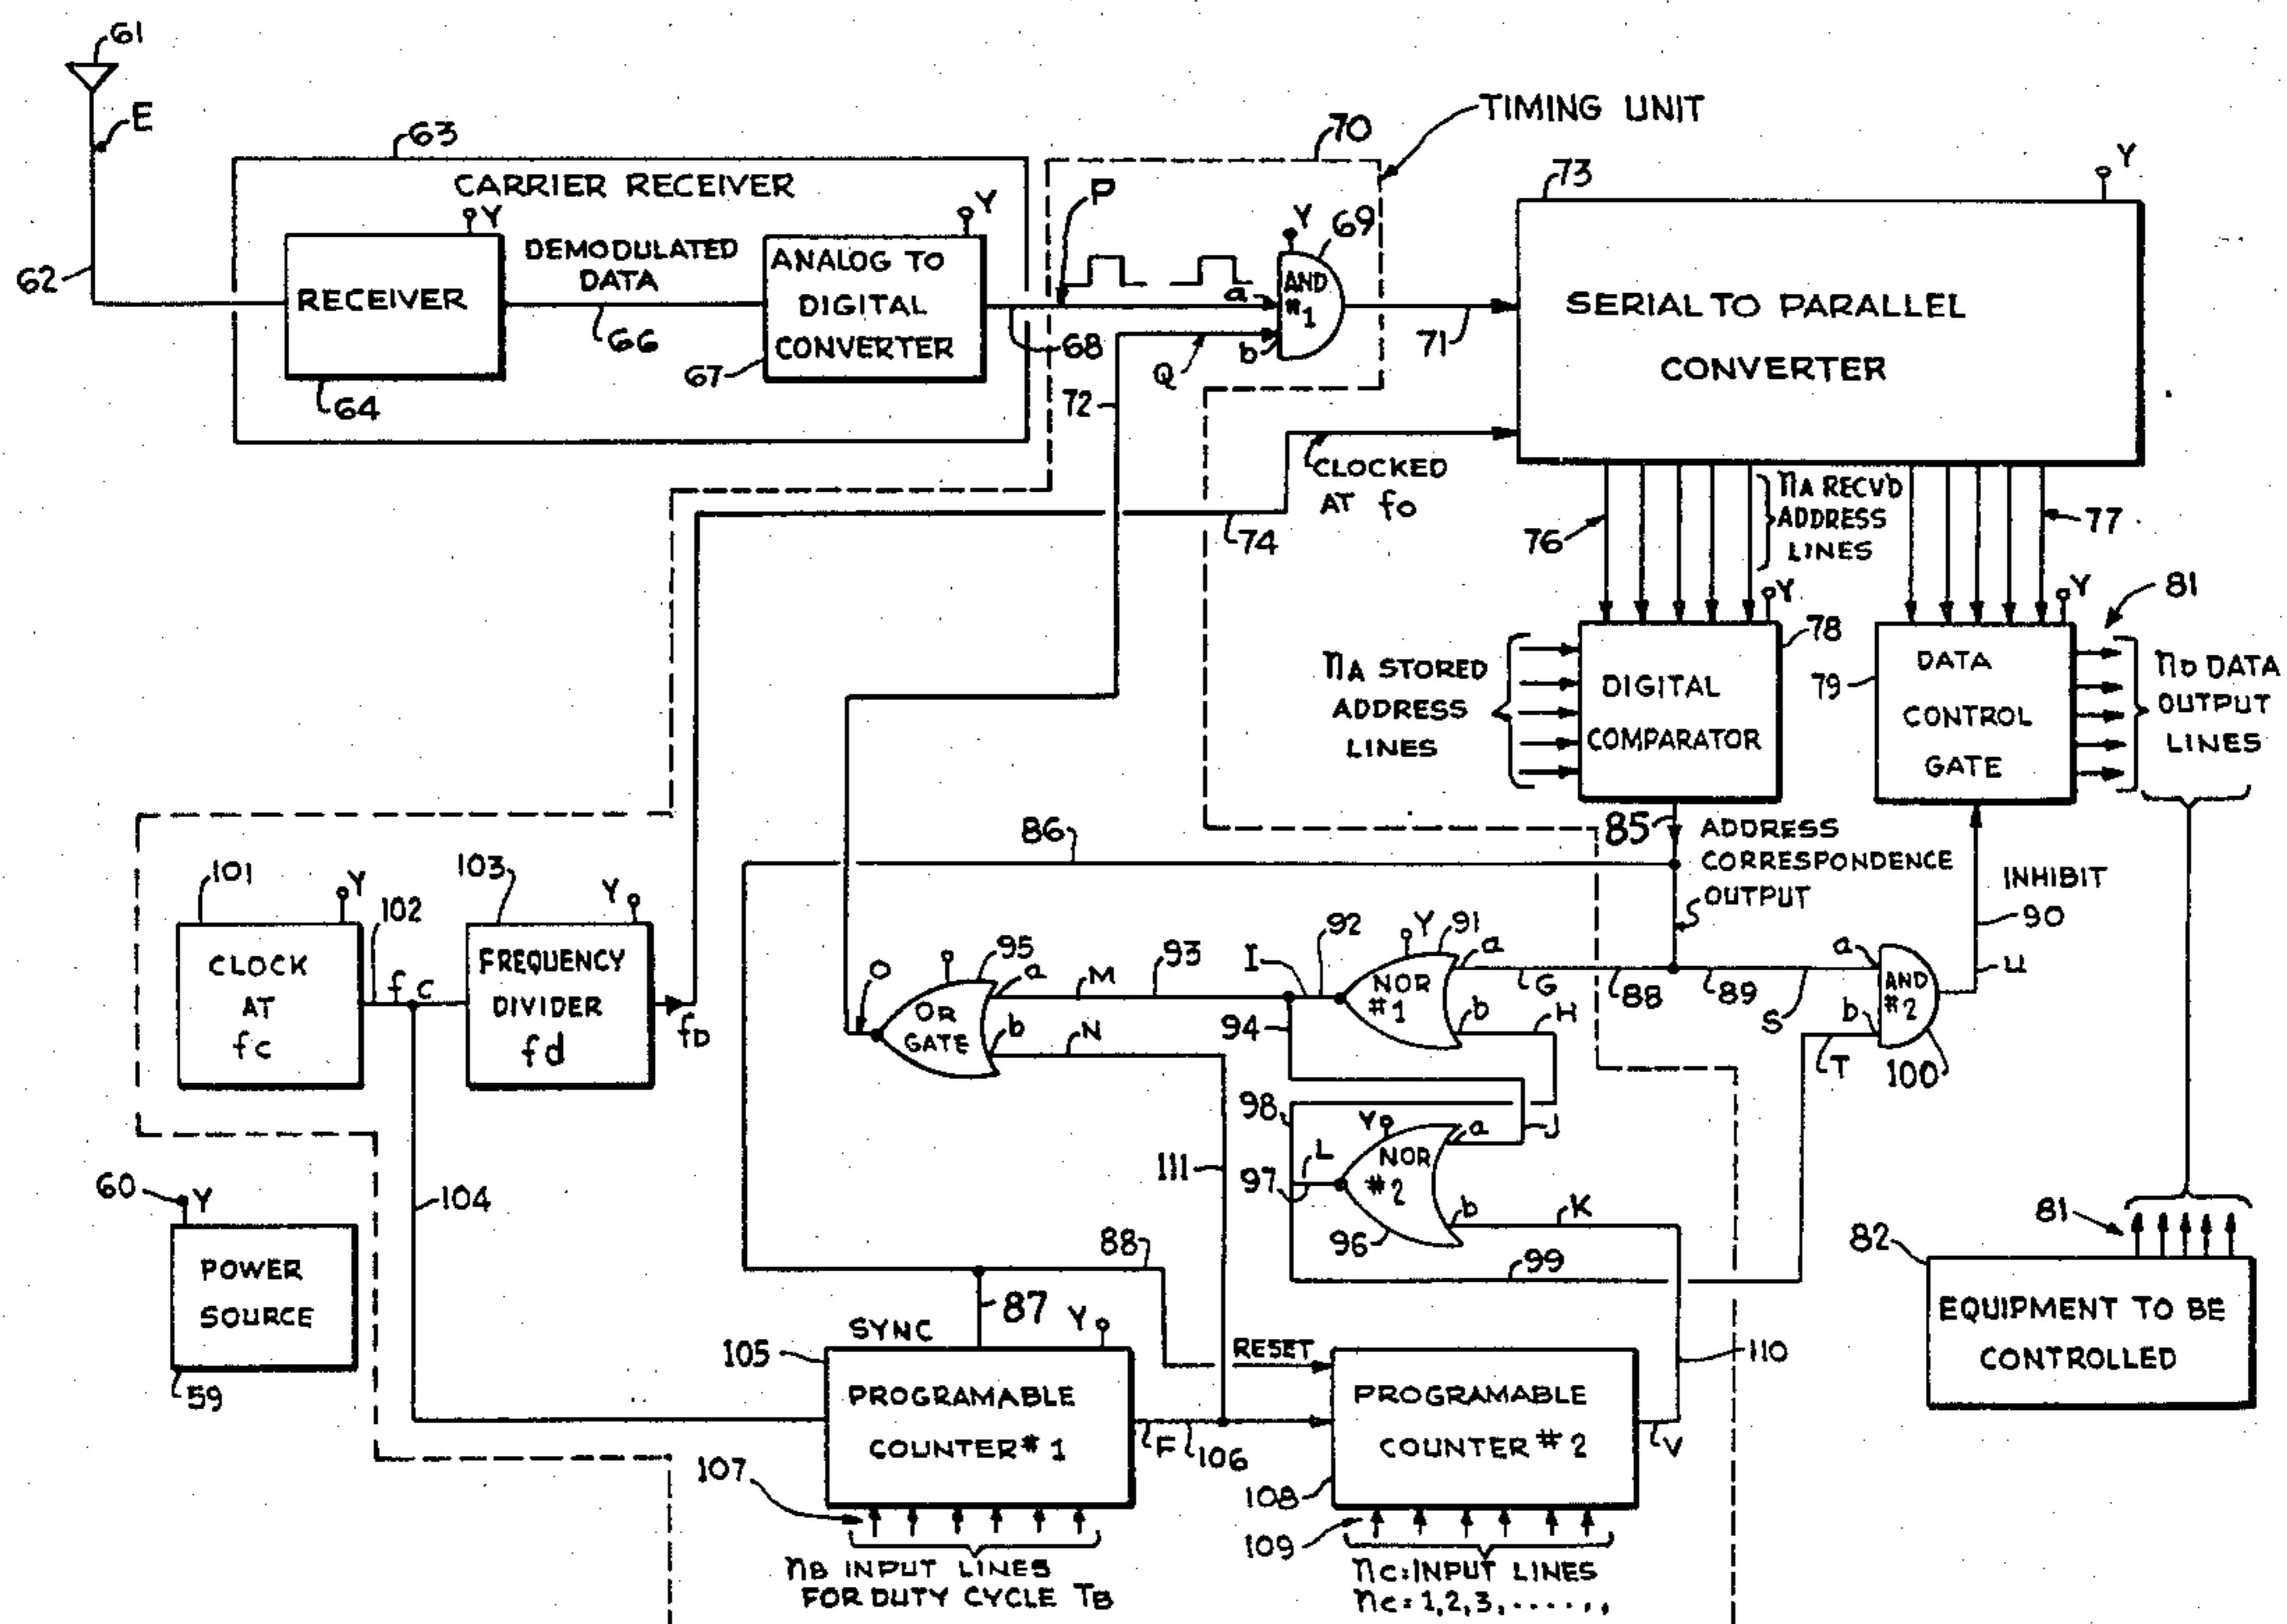 61
E
63
70
TIMING UNIT
CARRIER RECEIVER
P
73
Y
Y
Y
Y
69
62
RECEIVER
DEMODULATED
DATA
66
ANALOG TO
DIGITAL
CONVERTER
68
a
AND
#1
b
71
SERIAL TO PARALLEL
CONVERTER
64
67
Q
72
CLOCKED
AT fo
74
76
nA RECV'D
ADDRESS
LINES
77
Y
Y
81
78
nA STORED
ADDRESS
LINES
DIGITAL
COMPARATOR
79
DATA
CONTROL
GATE
nD DATA
OUTPUT
LINES
86
85
ADDRESS
CORRESPONDENCE
OUTPUT
S
INHIBIT
90
101
Y
102
103
Y
CLOCK
AT
fc
fc
FREQUENCY
DIVIDER
fd
fD
O
95
OR
GATE
a
b
M
93
N
I
92
94
Y
91
NOR
#1
a
b
G
88
H
89
S
a
AND
#2
b
T
100
U
98
Y
J
L
97
NOR
#2
a
b
96
K
111
99
60
Y
104
POWER
SOURCE
59
88
87
SYNC
Y
105
PROGRAMABLE
COUNTER #1
F
106
RESET
PROGRAMABLE
COUNTER #2
V
110
108
81
82
EQUIPMENT TO BE
CONTROLLED
107
109
nB INPUT LINES
FOR DUTY CYCLE TB
nc=INPUT LINES
nc=1,2,3,.....,